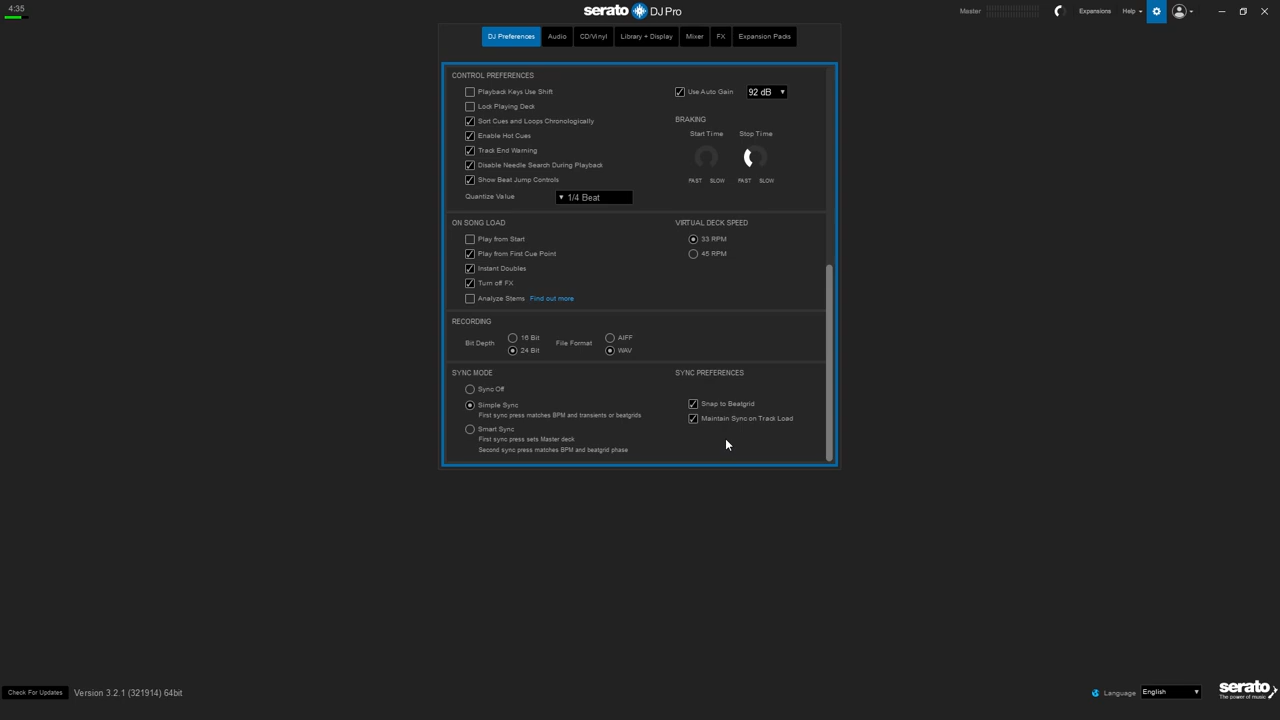 4:35
serato DJ Pro
Master
Expansions
Help
DJ Preferences
Audio
CD/Vinyl
Library + Display
Mixer
FX
Expansion Packs
CONTROL PREFERENCES
Playback Keys Use Shift
Lock Playing Deck
Sort Cues and Loops Chronologically
Enable Hot Cues
Track End Warning
Disable Needle Search During Playback
Show Beat Jump Controls
Quantize Value
1/4 Beat
Use Auto Gain
92 dB
BRAKING
Start Time
Stop Time
FAST
SLOW
FAST
SLOW
ON SONG LOAD
Play from Start
Play from First Cue Point
Instant Doubles
Turn off FX
Analyze Stems Find out more
VIRTUAL DECK SPEED
33 RPM
45 RPM
RECORDING
Bit Depth
16 Bit
24 Bit
File Format
AIFF
WAV
SYNC MODE
Sync Off
Simple Sync
First sync press matches BPM and transients or beatgrids
Smart Sync
First sync press sets Master deck
Second sync press matches BPM and beatgrid phase
SYNC PREFERENCES
Snap to Beatgrid
Maintain Sync on Track Load
Check For Updates
Version 3.2.1 (321914) 64bit
Language
English
serato
The power of music